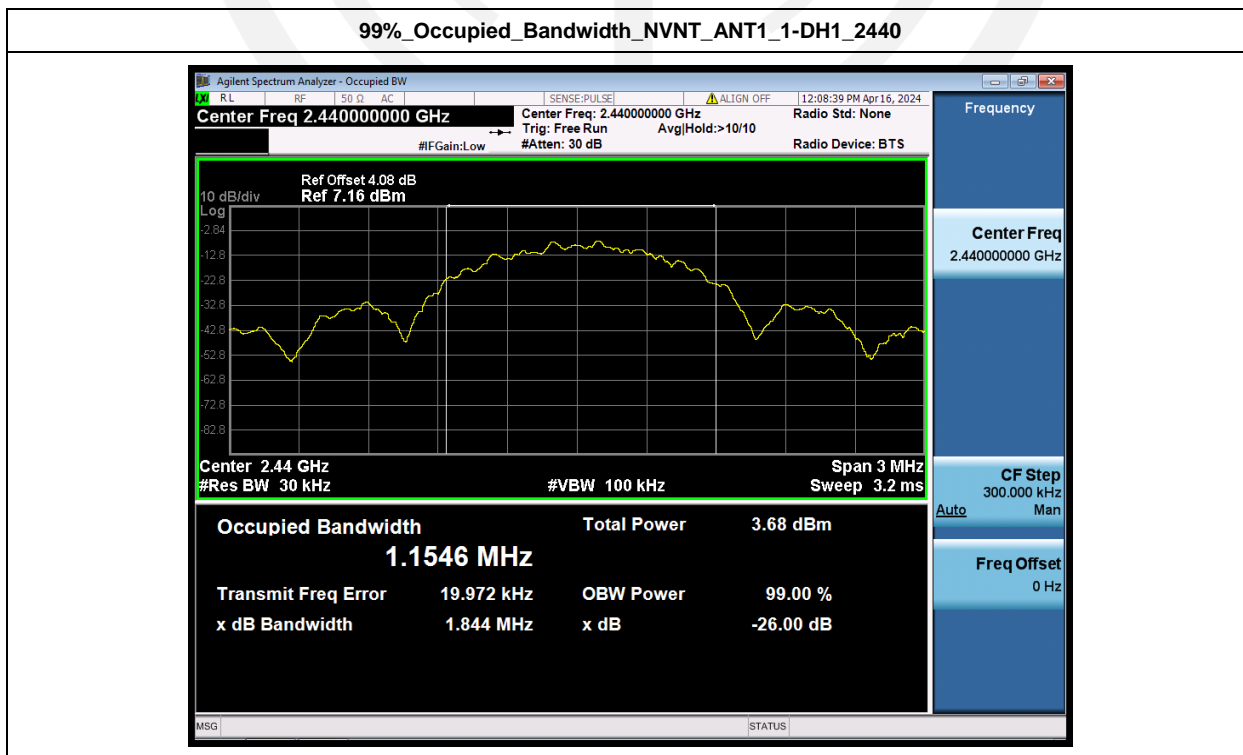 99%_Occupied_Bandwidth_NVNT_ANT1_1-DH1_2440
Agilent Spectrum Analyzer - Occupied BW
LXI RL RF 50 Ω AC SENSE:PULSE ALIGN OFF 12:08:39 PM Apr 16, 2024
Center Freq 2.440000000 GHz
Center Freq: 2.440000000 GHz Radio Std: None
Trig: Free Run Avg|Hold:>10/10
#IFGain:Low #Atten: 30 dB Radio Device: BTS
Ref Offset 4.08 dB
10 dB/div Ref 7.16 dBm
Log
-2.84
-12.8
-22.8
-32.8
-42.8
-52.8
-62.8
-72.8
-82.8
Center 2.44 GHz Span 3 MHz
#Res BW 30 kHz #VBW 100 kHz Sweep 3.2 ms
Occupied Bandwidth Total Power 3.68 dBm
1.1546 MHz
Transmit Freq Error 19.972 kHz OBW Power 99.00 %
x dB Bandwidth 1.844 MHz x dB -26.00 dB
MSG STATUS
Frequency
Center Freq
2.440000000 GHz
CF Step
300.000 kHz
Auto Man
Freq Offset
0 Hz